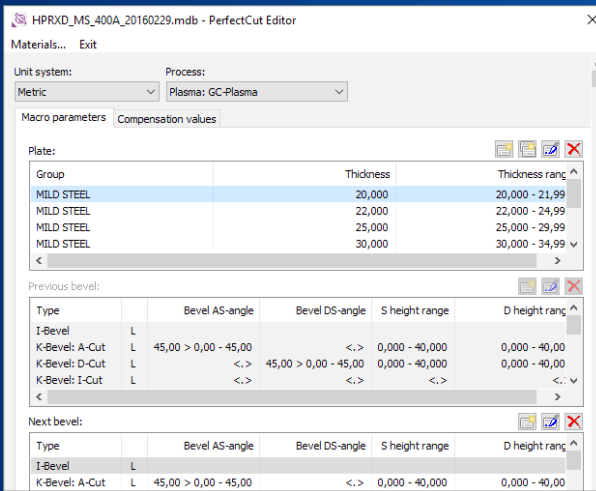 HPRXD_MS_400A_20160229.mdb - PerfectCut Editor
Materials... Exit
Unit system: Process:
Metric Plasma: GC-Plasma
Macro parameters Compensation values
Plate:
Group Thickness Thickness rang
MILD STEEL 20,000 20,000 - 21,99
MILD STEEL 22,000 22,000 - 24,99
MILD STEEL 25,000 25,000 - 29,99
MILD STEEL 30,000 30,000 - 34,99
Previous bevel:
Type Bevel AS-angle Bevel DS-angle S height range D height rang
I-Bevel L
K-Bevel: A-Cut L 45,00 > 0,00 - 45,00 <.> 0,000 - 40,000 0,000 - 40,00
K-Bevel: D-Cut L <.> 45,00 > 0,00 - 45,00 0,000 - 40,000 0,000 - 40,00
K-Bevel: I-Cut L <.> <.> <.> <.
Next bevel:
Type Bevel AS-angle Bevel DS-angle S height range D height rang
I-Bevel L
K-Bevel: A-Cut L 45,00 > 0,00 - 45,00 <.> 0,000 - 40,000 0,000 - 40,00